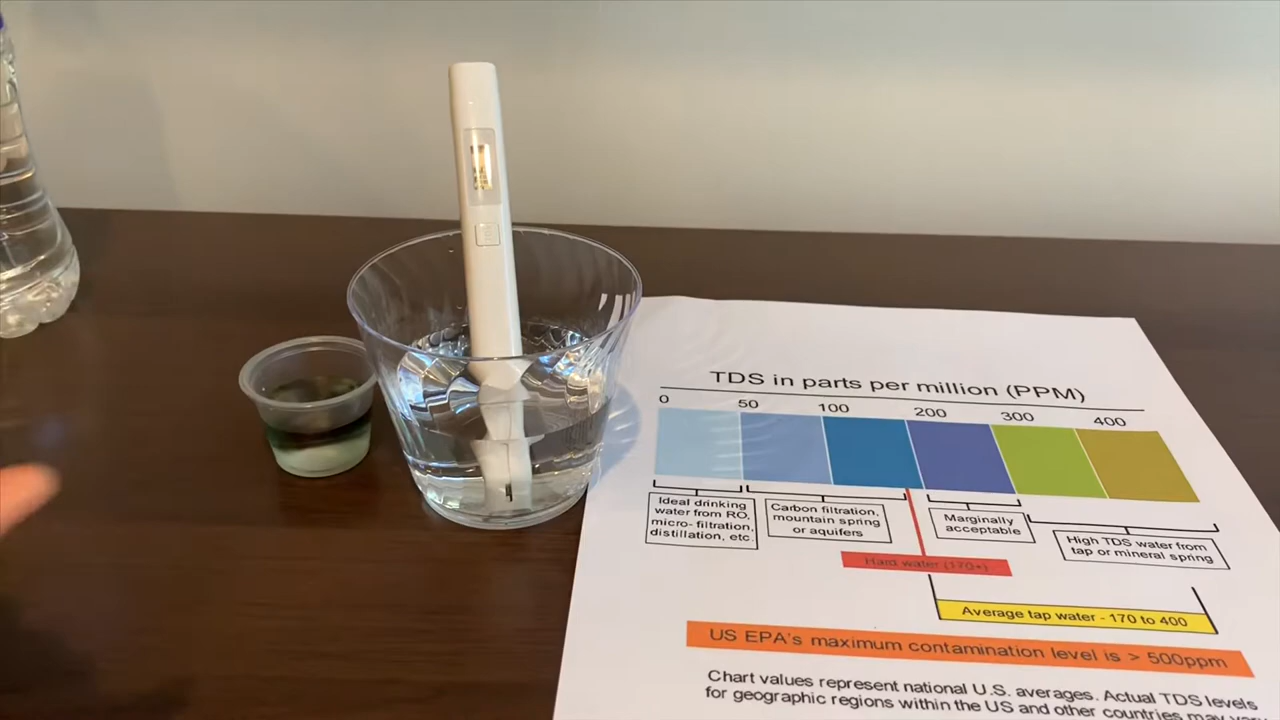 TDS in parts per million (PPM)
0 50 100 200 300 400
Ideal drinking
water from RO,
micro-filtration,
distillation, etc.
Carbon filtration,
mountain spring
or aquifers
Marginally
acceptable
High TDS water from
tap or mineral spring
Hard water (170+)
Average tap water - 170 to 400
US EPA's maximum contamination level is > 500ppm
Chart values represent national U.S. averages. Actual TDS levels
for geographic regions within the US and other countries may vary